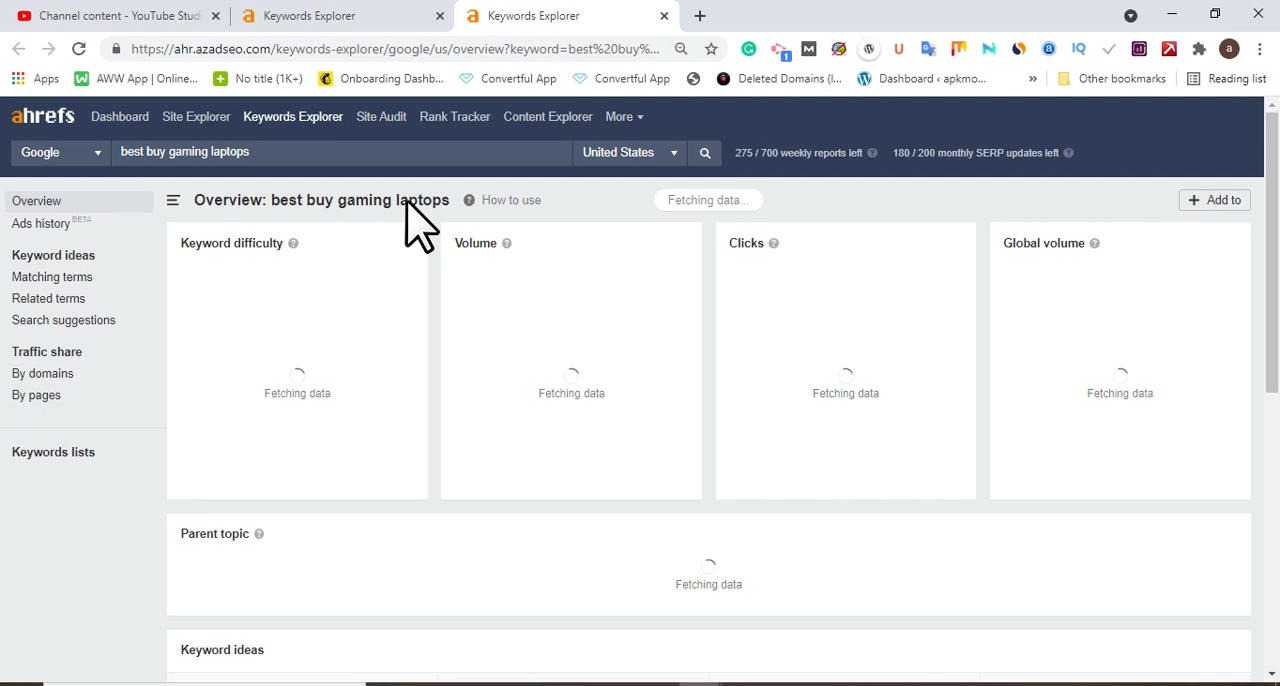 Channel content - YouTube Studi
Keywords Explorer
Keywords Explorer
https://ahr.azadseo.com/keywords-explorer/google/us/overview?keyword=best%20buy%...
Apps
AWW App | Online...
No title (1K+)
Onboarding Dashb...
Convertful App
Convertful App
Deleted Domains (I...
Dashboard ‹ apkmo...
»
Other bookmarks
Reading list
ahrefs
Dashboard
Site Explorer
Keywords Explorer
Site Audit
Rank Tracker
Content Explorer
More
Google
best buy gaming laptops
United States
275 / 700 weekly reports left
180 / 200 monthly SERP updates left
Overview
Ads history BETA
Keyword ideas
Matching terms
Related terms
Search suggestions
Traffic share
By domains
By pages
Keywords lists
Overview: best buy gaming laptops
How to use
Fetching data...
+ Add to
Keyword difficulty
Fetching data
Volume
Fetching data
Clicks
Fetching data
Global volume
Fetching data
Parent topic
Fetching data
Keyword ideas